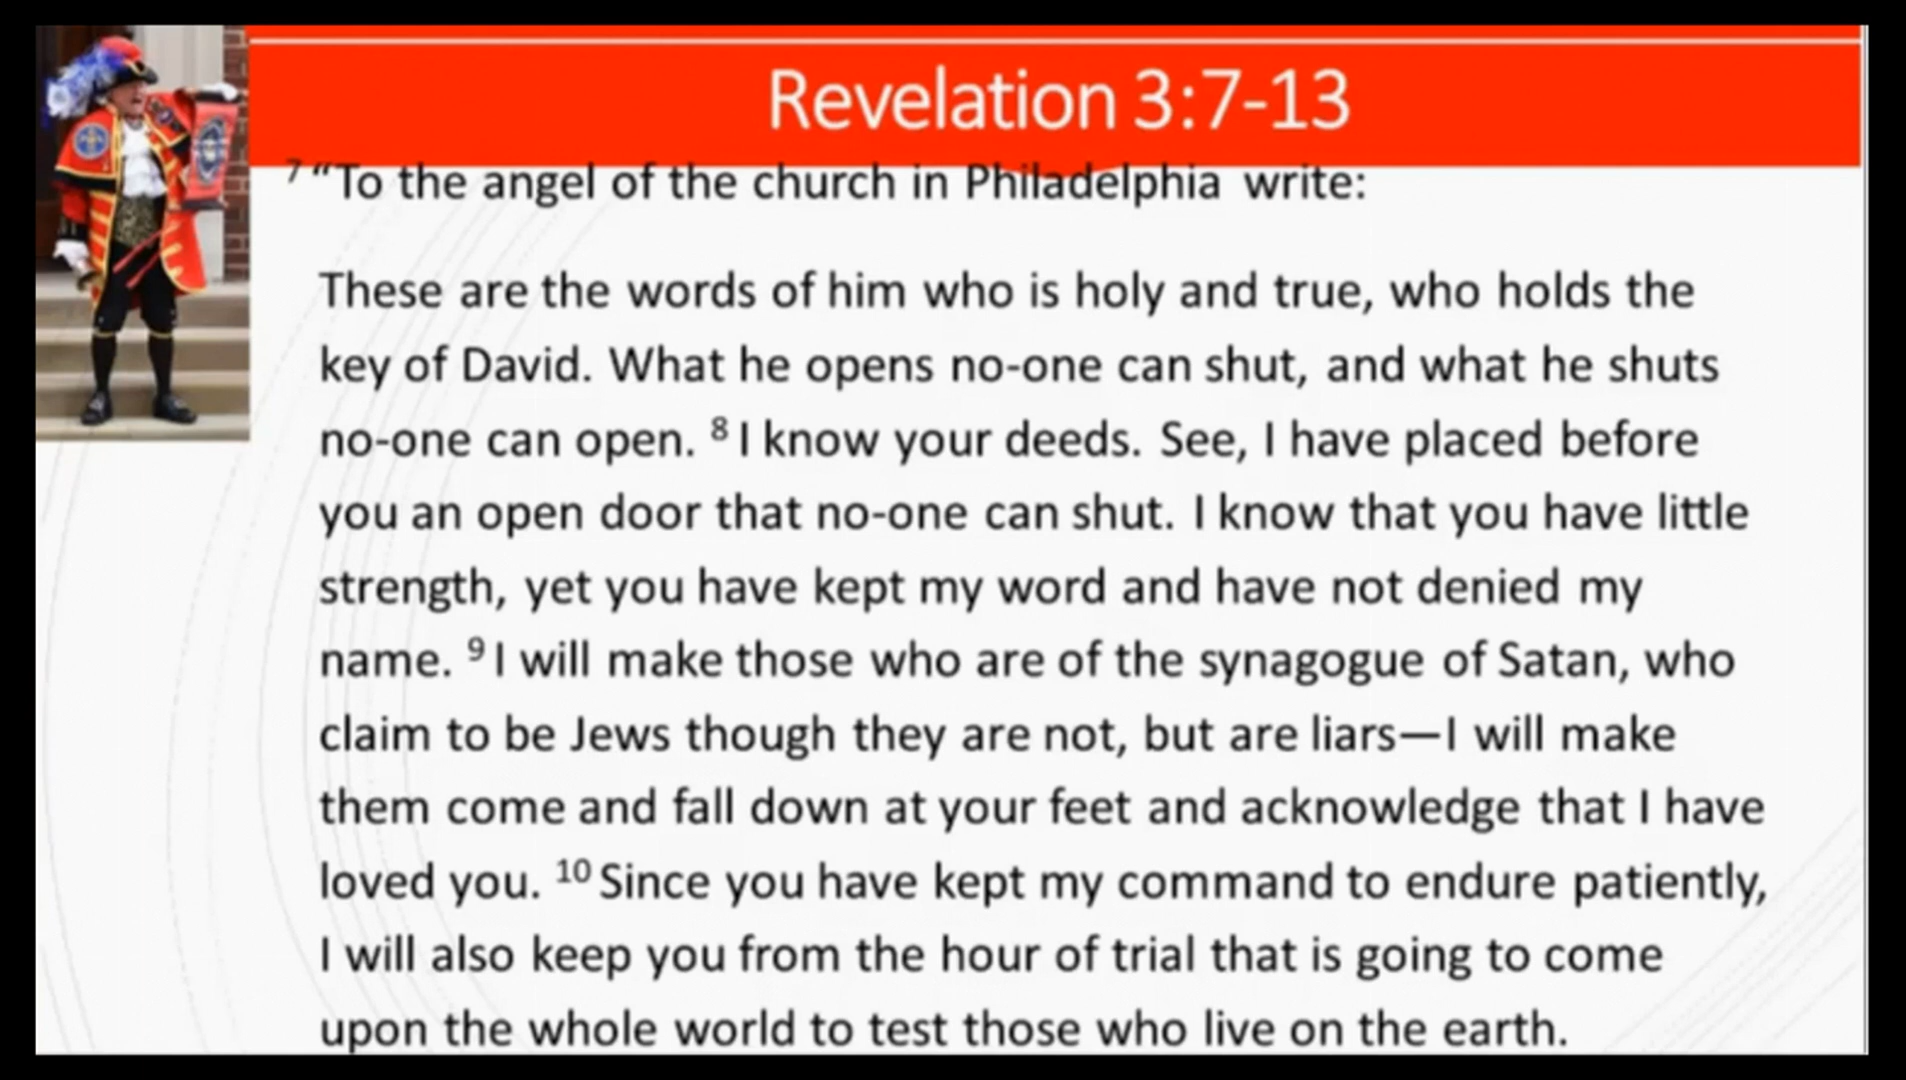 Revelation 3:7-13
7 “To the angel of the church in Philadelphia write:
These are the words of him who is holy and true, who holds the
key of David. What he opens no-one can shut, and what he shuts
no-one can open. 8 I know your deeds. See, I have placed before
you an open door that no-one can shut. I know that you have little
strength, yet you have kept my word and have not denied my
name. 9 I will make those who are of the synagogue of Satan, who
claim to be Jews though they are not, but are liars—I will make
them come and fall down at your feet and acknowledge that I have
loved you. 10 Since you have kept my command to endure patiently,
I will also keep you from the hour of trial that is going to come
upon the whole world to test those who live on the earth.